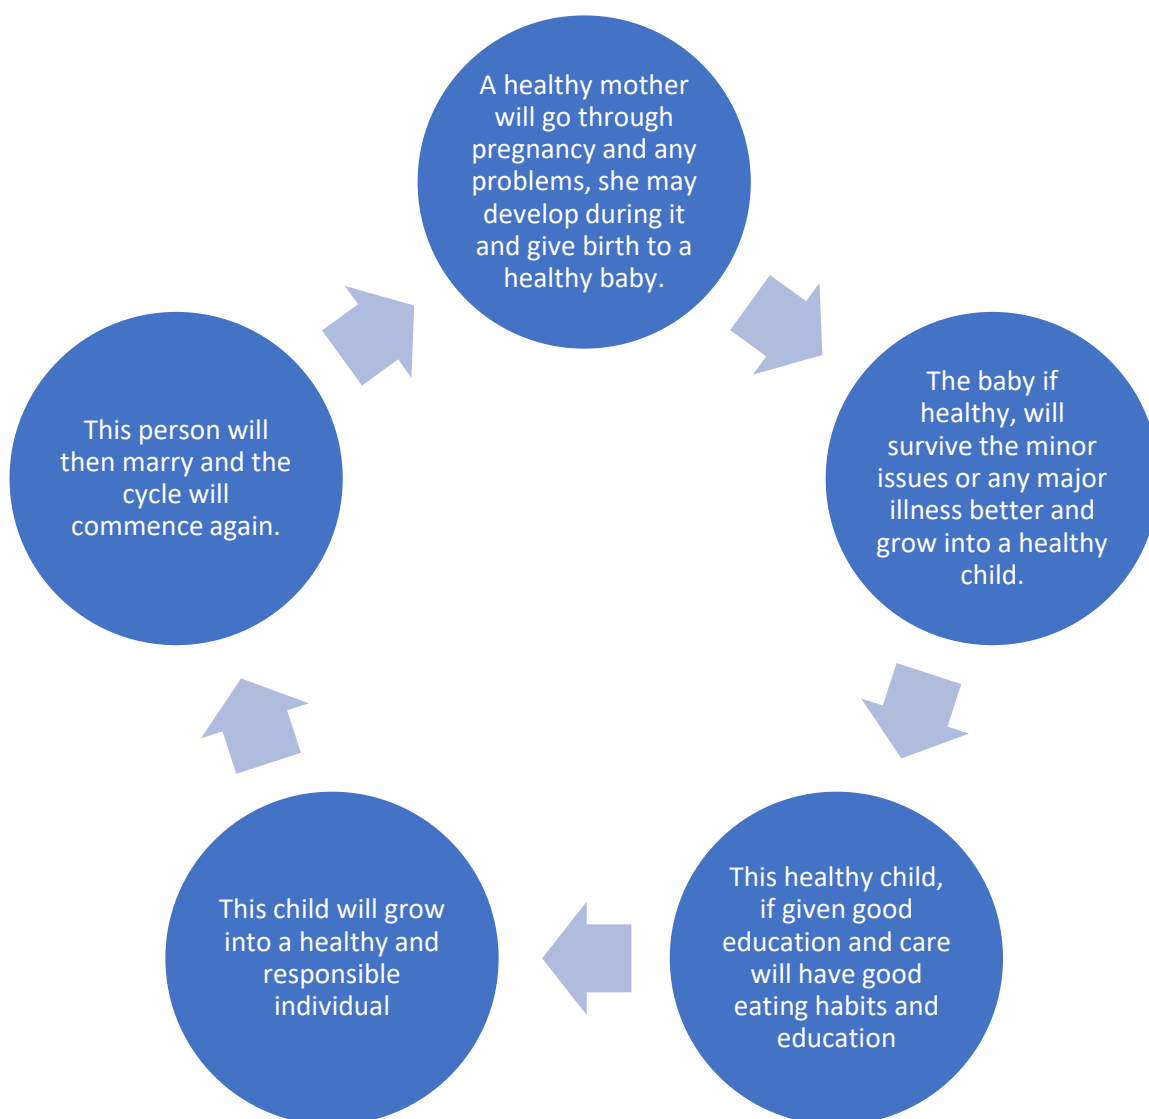 A healthy mother
will go through
pregnancy and any
problems, she may
develop during it
and give birth to a
healthy baby.
The baby if
healthy, will
survive the minor
issues or any major
illness better and
grow into a healthy
child.
This healthy child,
if given good
education and care
will have good
eating habits and
education
This child will grow
into a healthy and
responsible
individual
This person will
then marry and the
cycle will
commence again.